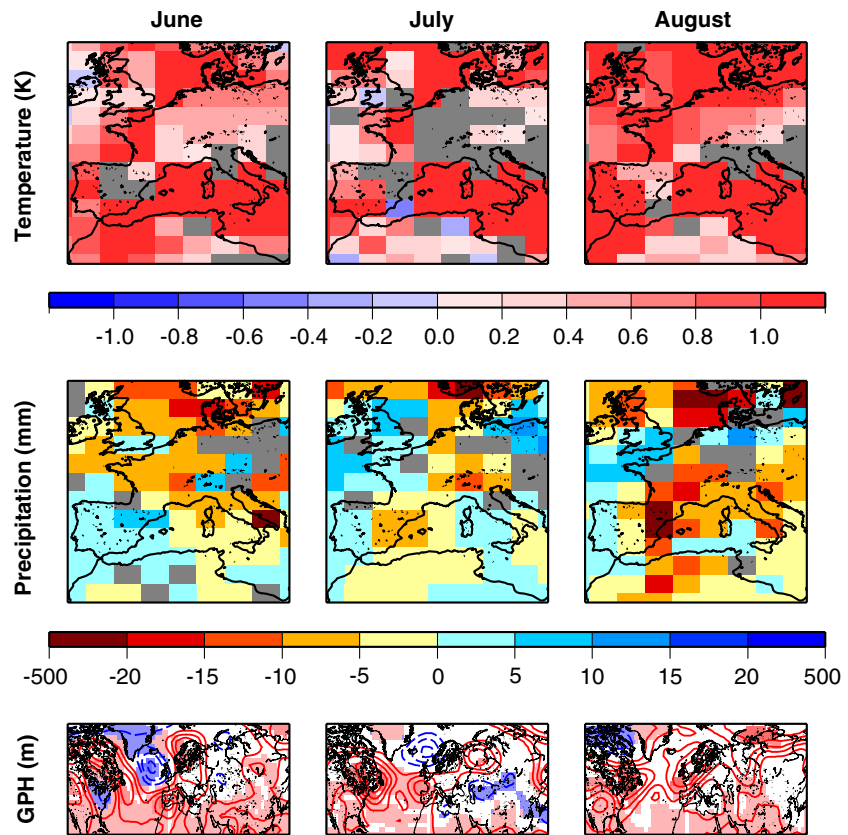 June July August
Temperature (K)
-1.0 -0.8 -0.6 -0.4 -0.2 0.0 0.2 0.4 0.6 0.8 1.0
Precipitation (mm)
-500 -20 -15 -10 -5 0 5 10 15 20 500
GPH (m)